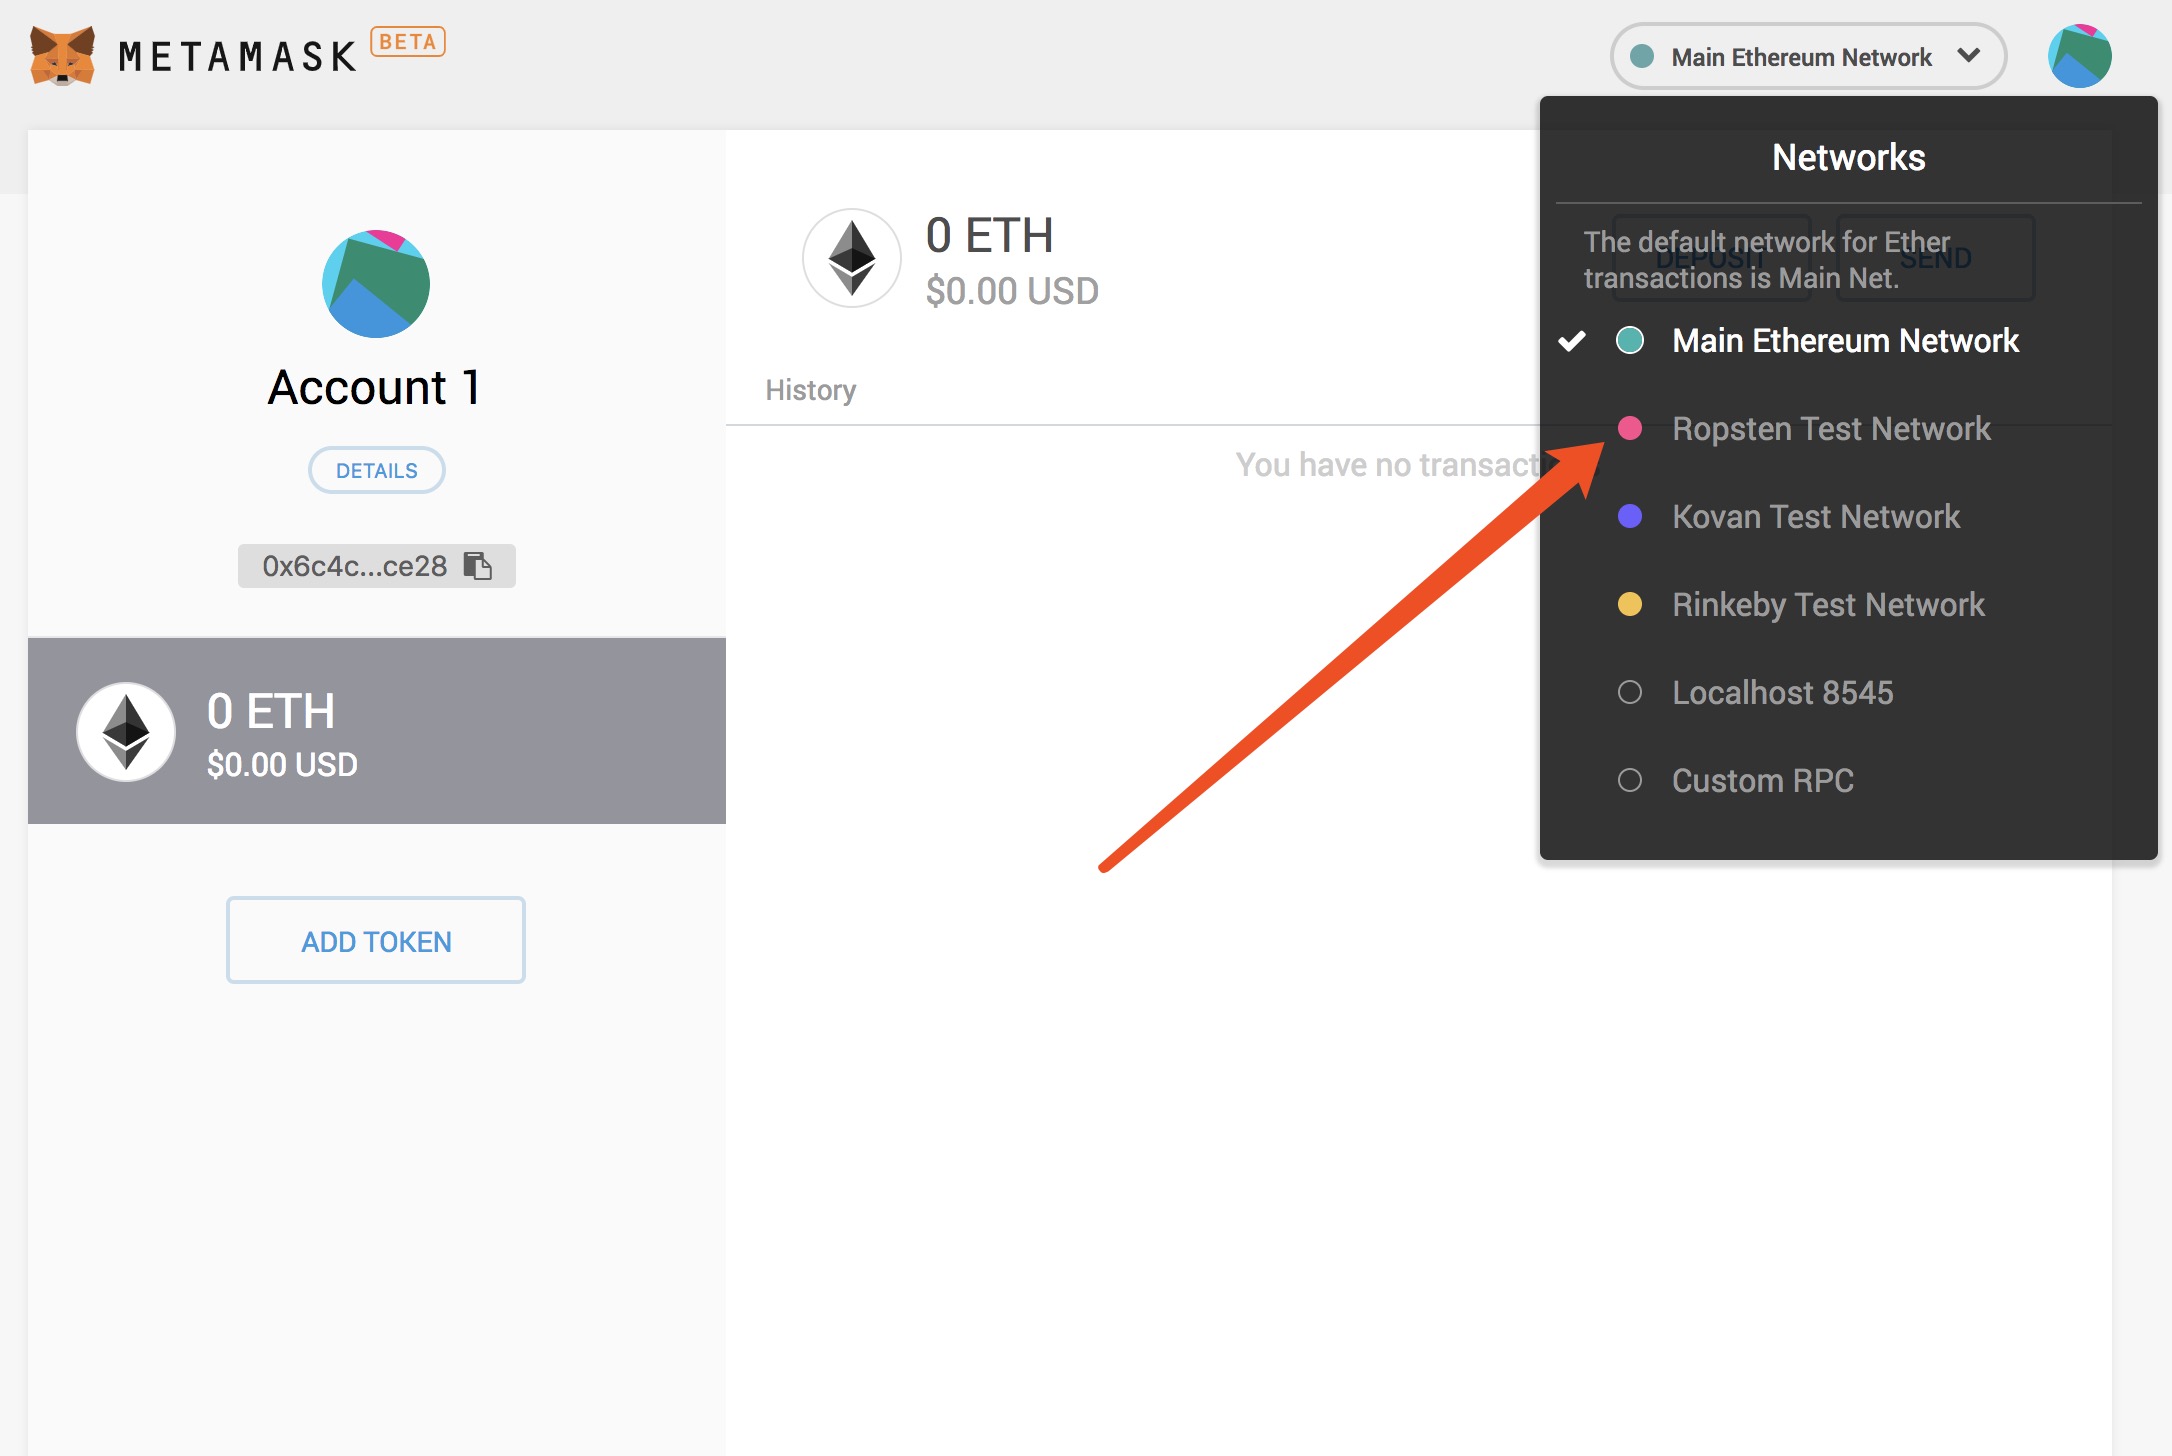 METAMASK BETA
Main Ethereum Network
Networks
The default network for Ether
transactions is Main Net.
DEPOSIT
SEND
Main Ethereum Network
Ropsten Test Network
Kovan Test Network
Rinkeby Test Network
Localhost 8545
Custom RPC
Account 1
DETAILS
0x6c4c...ce28
0 ETH
$0.00 USD
ADD TOKEN
0 ETH
$0.00 USD
History
You have no